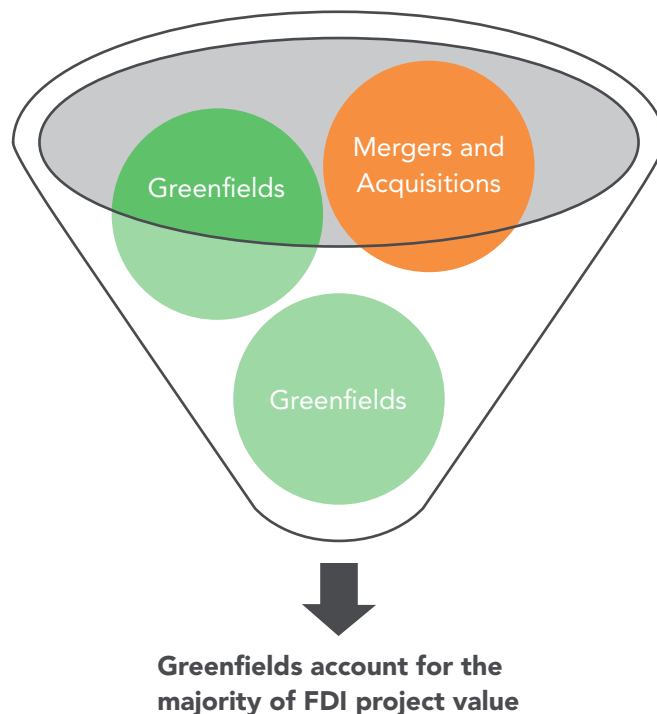 Greenfields
Mergers and
Acquisitions
Greenfields
Greenfields account for the
majority of FDI project value